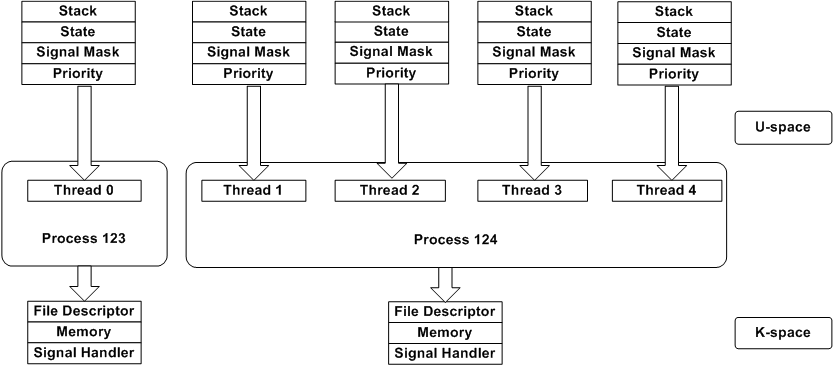 Stack
State
Signal Mask
Priority
Stack
State
Signal Mask
Priority
Stack
State
Signal Mask
Priority
Stack
State
Signal Mask
Priority
Stack
State
Signal Mask
Priority
U-space
Thread 0
Process 123
Thread 1
Thread 2
Thread 3
Thread 4
Process 124
File Descriptor
Memory
Signal Handler
File Descriptor
Memory
Signal Handler
K-space